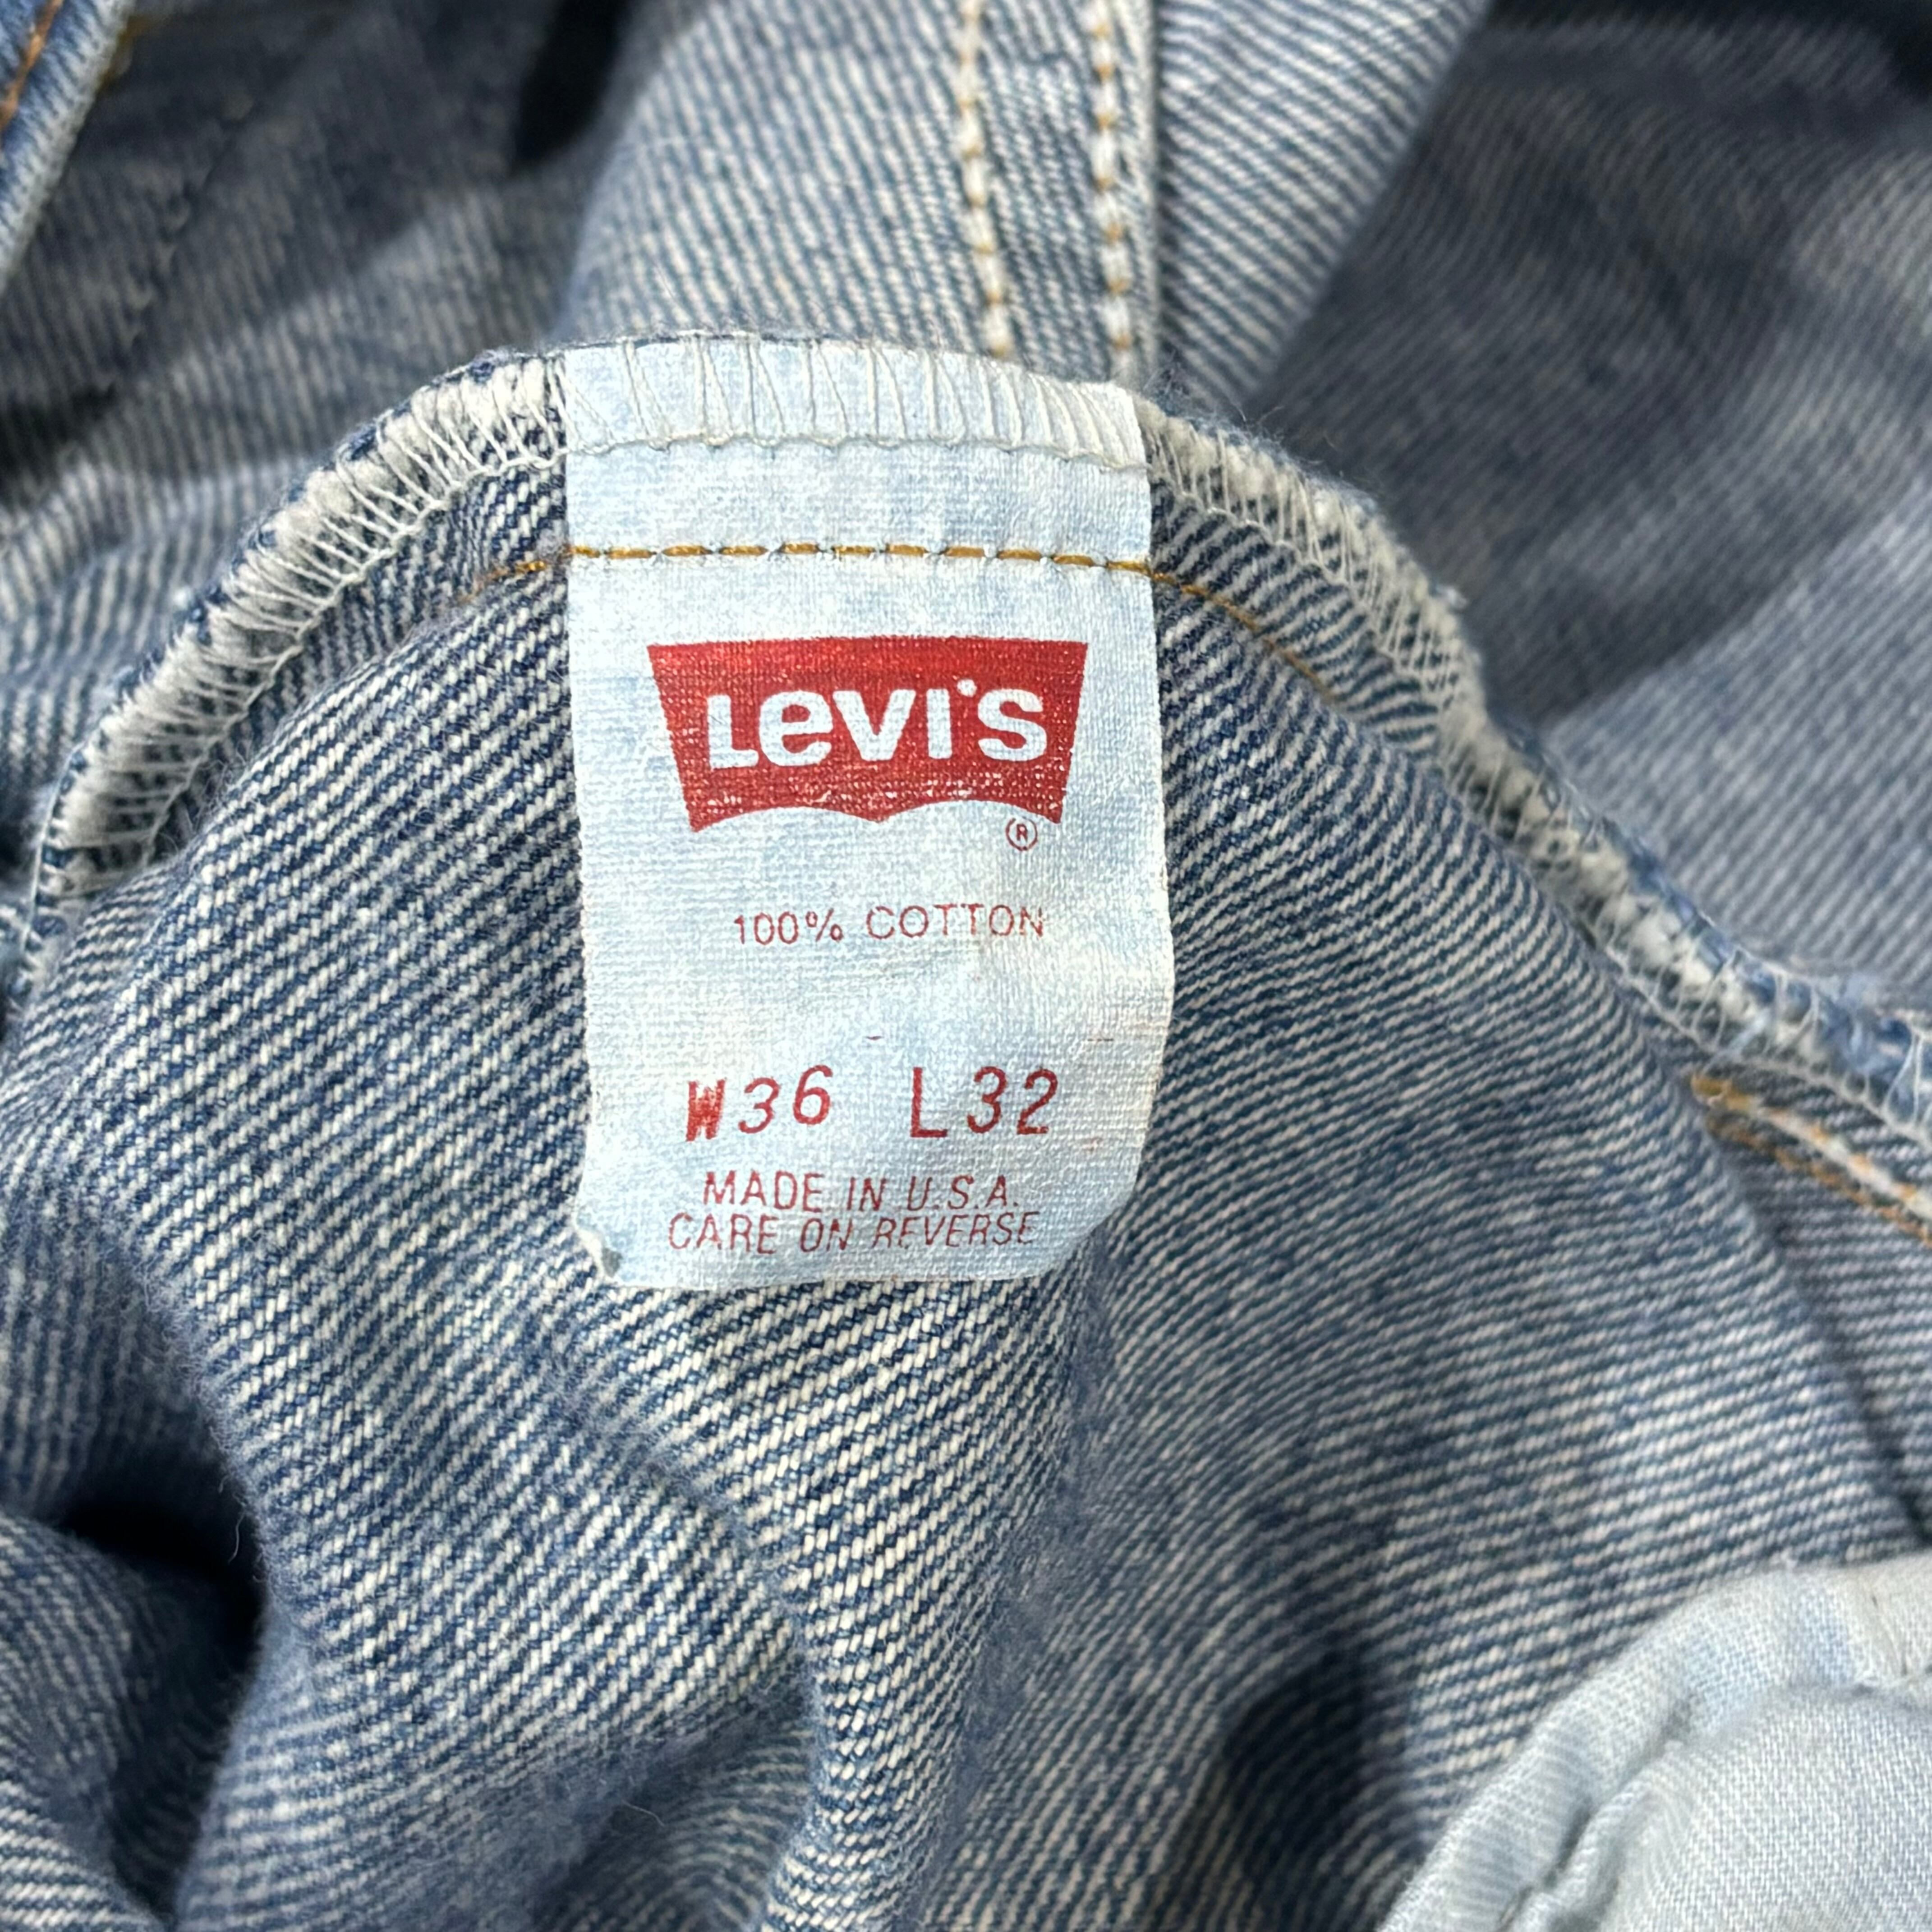 Levi's
®
100% COTTON
W36 L32
MADE IN U.S.A.
CARE ON REVERSE